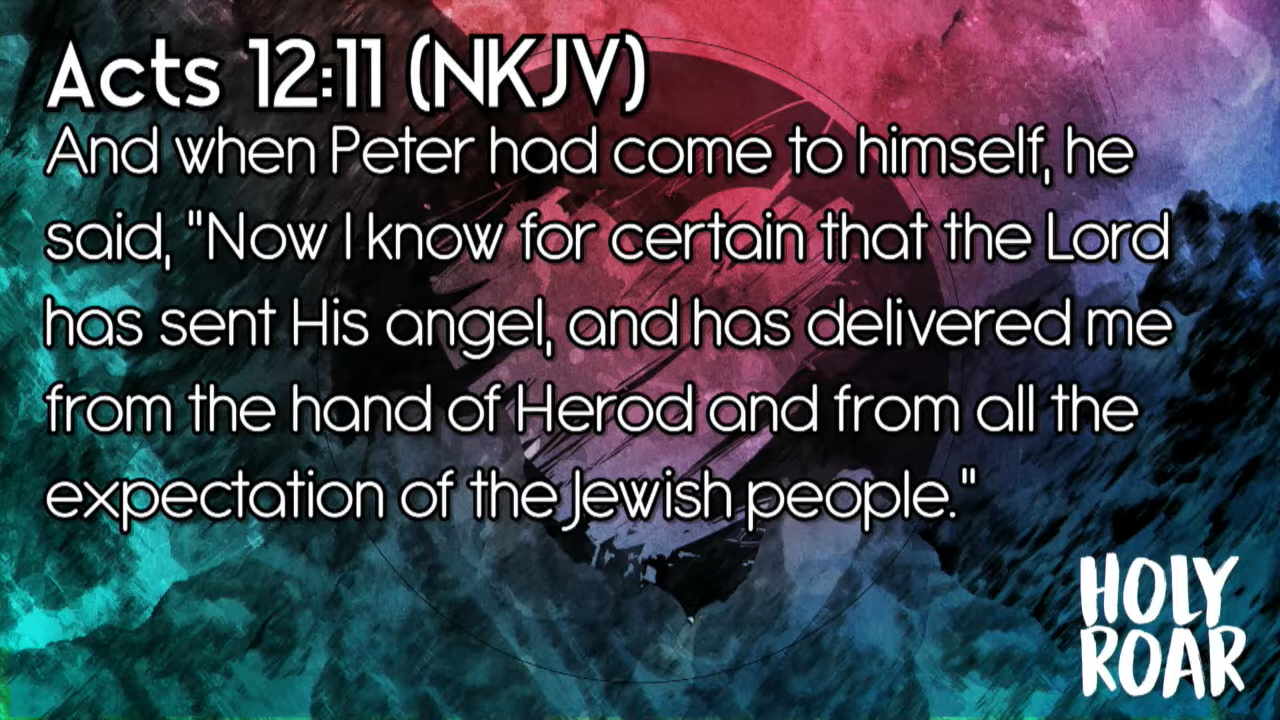 Acts 12:11 (NKJV)
And when Peter had come to himself, he
said, "Now I know for certain that the Lord
has sent His angel, and has delivered me
from the hand of Herod and from all the
expectation of the Jewish people."
HOLY
ROAR